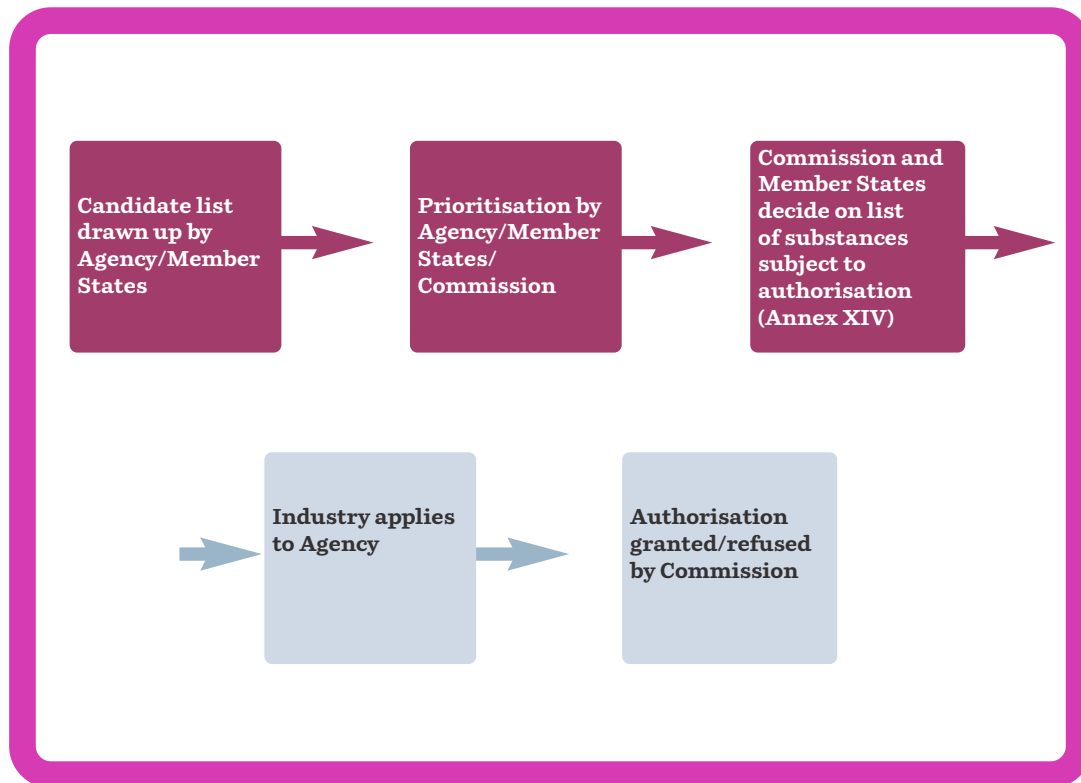 Candidate list
drawn up by
Agency/Member
States
Prioritisation by
Agency/Member
States/
Commission
Commission and
Member States
decide on list
of substances
subject to
authorisation
(Annex XIV)
Industry applies
to Agency
Authorisation
granted/refused
by Commission